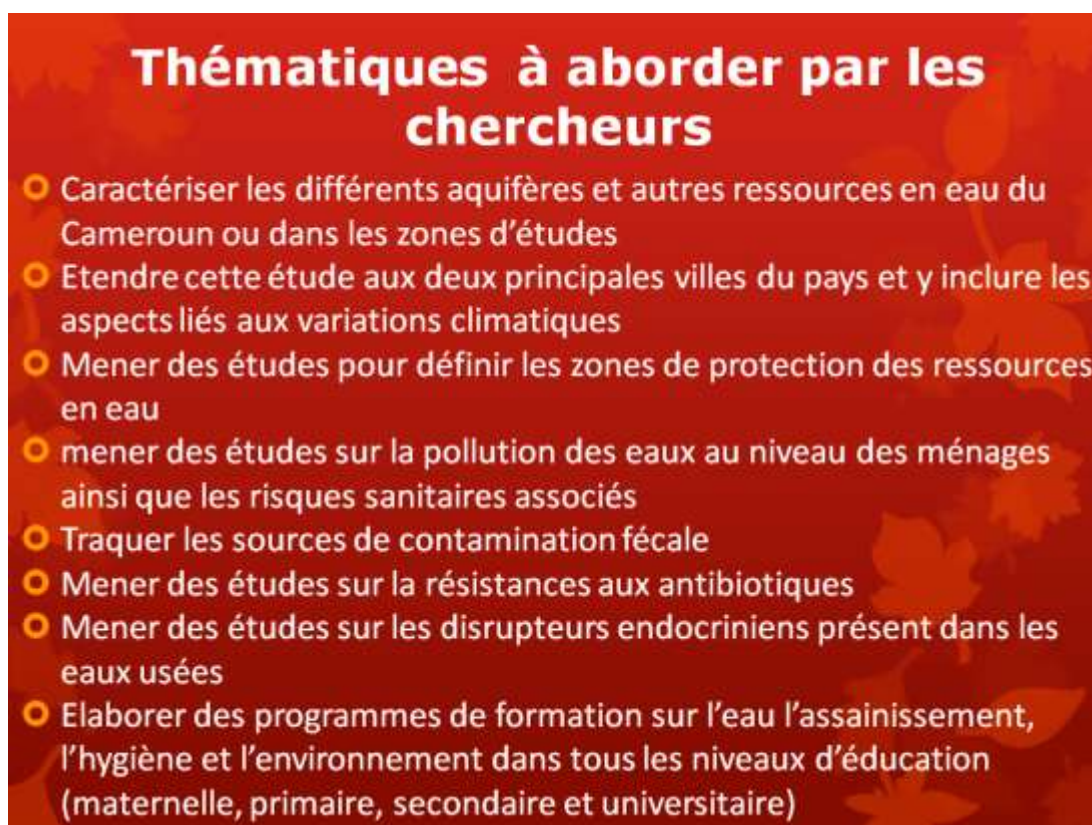 Thématiques à aborder par les
chercheurs
Caractériser les différents aquifères et autres ressources en eau du
Cameroun ou dans les zones d'études
Etendre cette étude aux deux principales villes du pays et y inclure les
aspects liés aux variations climatiques
Mener des études pour définir les zones de protection des ressources
en eau
mener des études sur la pollution des eaux au niveau des ménages
ainsi que les risques sanitaires associés
Traquer les sources de contamination fécale
Mener des études sur la résistances aux antibiotiques
Mener des études sur les disrupteurs endocriniens présent dans les
eaux usées
Elaborer des programmes de formation sur l'eau l'assainissement,
l'hygiène et l'environnement dans tous les niveaux d'éducation
(maternelle, primaire, secondaire et universitaire)